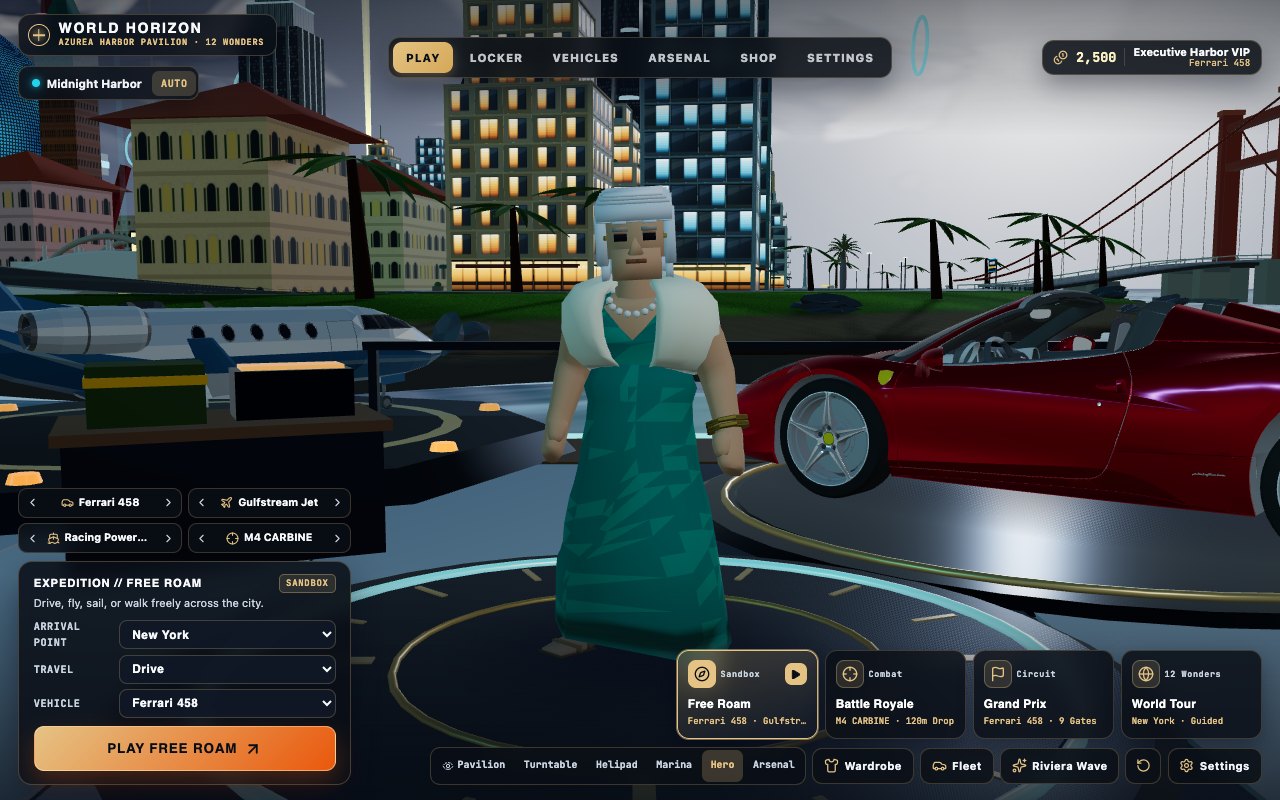 WORLD HORIZON
AZUREA HARBOR PAVILION · 12 WONDERS
Midnight Harbor AUTO
PLAY LOCKER VEHICLES ARSENAL SHOP SETTINGS
2,500
Executive Harbor VIP
Ferrari 458
Ferrari 458
Gulfstream Jet
Racing Power...
M4 CARBINE
EXPEDITION // FREE ROAM SANDBOX
Drive, fly, sail, or walk freely across the city.
ARRIVAL POINT New York
TRAVEL Drive
VEHICLE Ferrari 458
PLAY FREE ROAM
Sandbox
Free Roam
Ferrari 458 · Gulfstr…
Combat
Battle Royale
M4 CARBINE · 120m Drop
Circuit
Grand Prix
Ferrari 458 · 9 Gates
12 Wonders
World Tour
New York · Guided
Pavilion Turntable Helipad Marina Hero Arsenal
Wardrobe Fleet Riviera Wave Settings